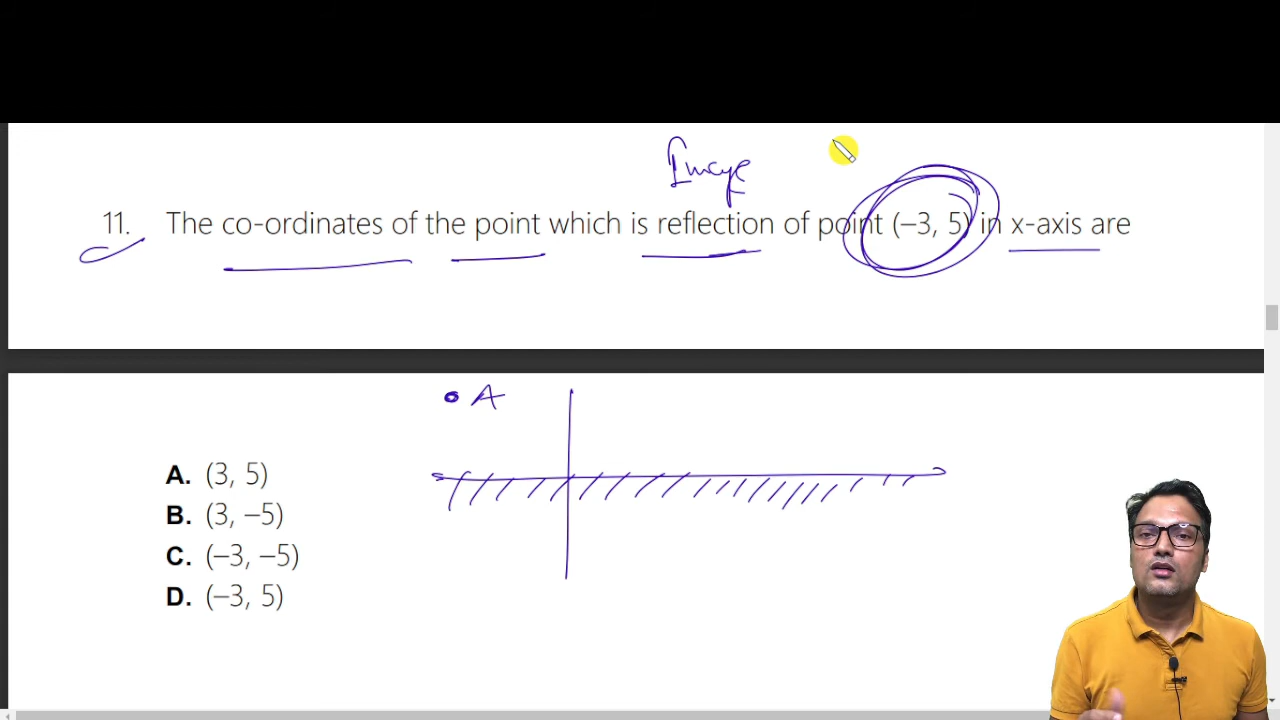 Image
11. The co-ordinates of the point which is reflection of point (−3, 5) in x-axis are
A
A. (3, 5)
B. (3, −5)
C. (−3, −5)
D. (−3, 5)